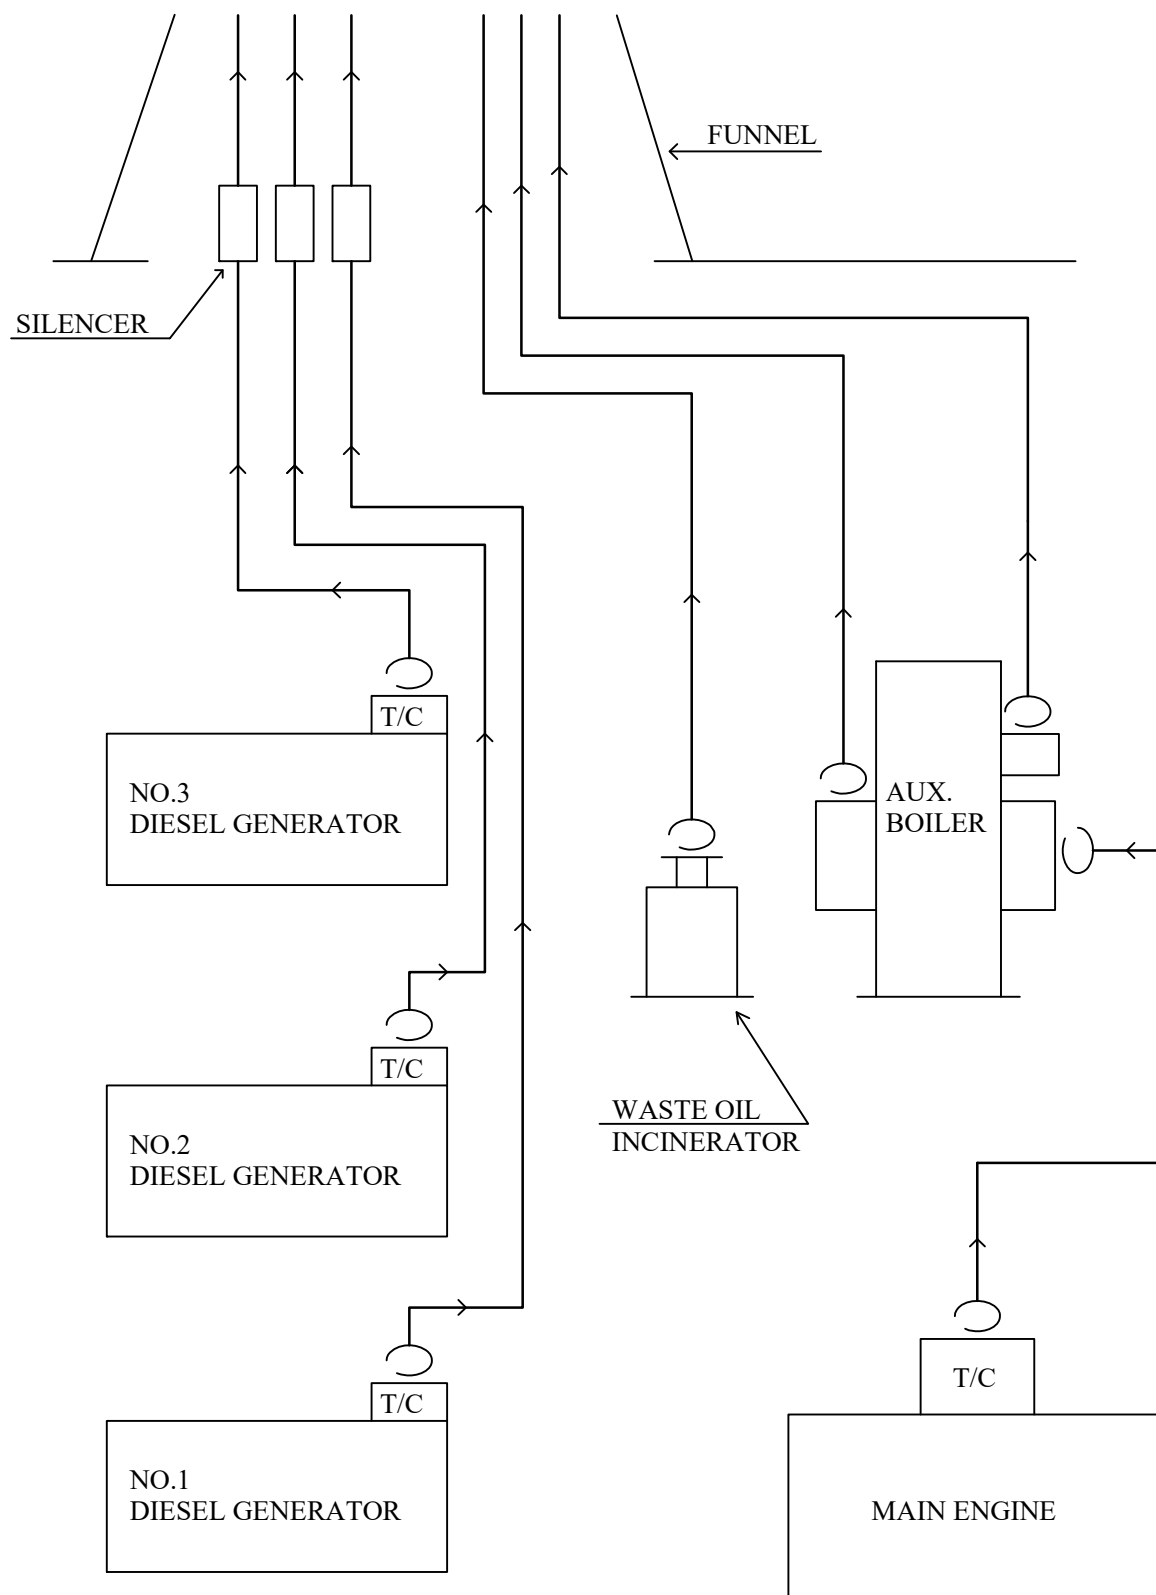 FUNNEL
SILENCER
T/C
NO.3
DIESEL GENERATOR
AUX.
BOILER
T/C
NO.2
DIESEL GENERATOR
WASTE OIL
INCINERATOR
T/C
T/C
NO.1
DIESEL GENERATOR
MAIN ENGINE